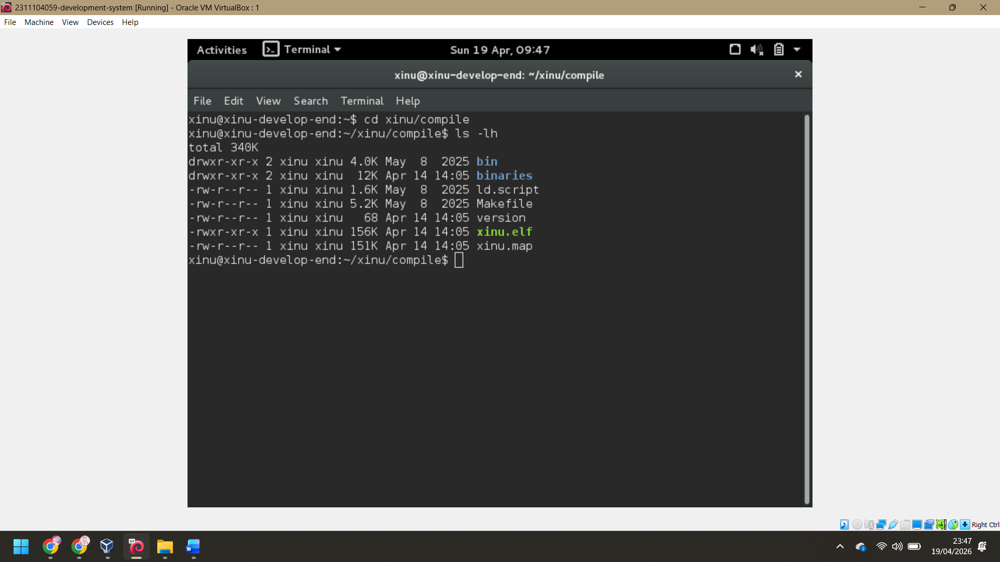 2311104059-development-system [Running] - Oracle VM VirtualBox : 1
File Machine View Devices Help
Activities Terminal Sun 19 Apr, 09:47
xinu@xinu-develop-end: ~/xinu/compile
File Edit View Search Terminal Help
xinu@xinu-develop-end:~$ cd xinu/compile
xinu@xinu-develop-end:~/xinu/compile$ ls -lh
total 340K
drwxr-xr-x 2 xinu xinu 4.0K May  8  2025 bin
drwxr-xr-x 2 xinu xinu  12K Apr 14 14:05 binaries
-rw-r--r-- 1 xinu xinu 1.6K May  8  2025 ld.script
-rw-r--r-- 1 xinu xinu 5.2K May  8  2025 Makefile
-rw-r--r-- 1 xinu xinu   68 Apr 14 14:05 version
-rwxr-xr-x 1 xinu xinu 156K Apr 14 14:05 xinu.elf
-rw-r--r-- 1 xinu xinu 151K Apr 14 14:05 xinu.map
xinu@xinu-develop-end:~/xinu/compile$
Right Ctrl
23:47
19/04/2026